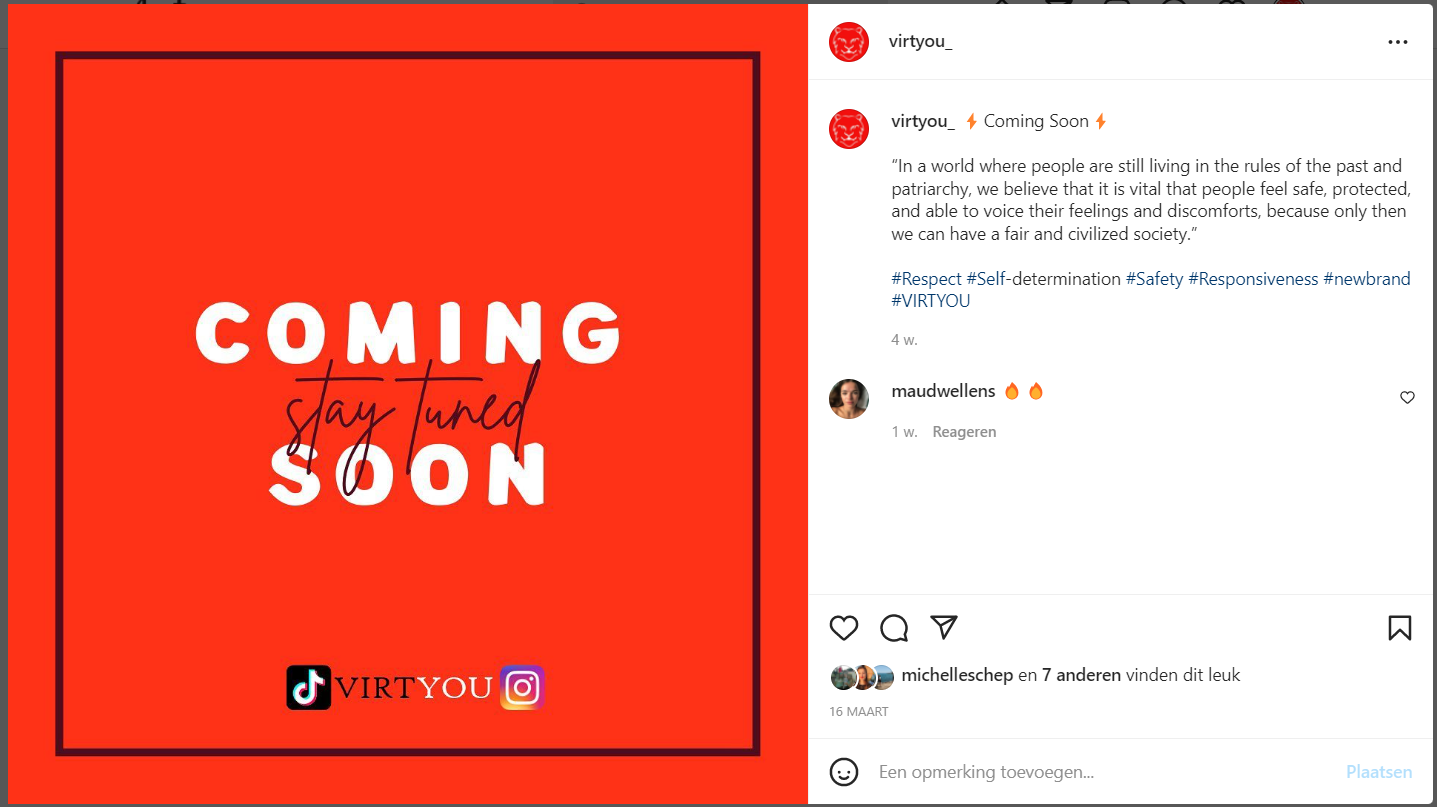 COMING
stay tuned
SOON
VIRTYOU
virtyou_
virtyou_ ⚡ Coming Soon ⚡
“In a world where people are still living in the rules of the past and
patriarchy, we believe that it is vital that people feel safe, protected,
and able to voice their feelings and discomforts, because only then
we can have a fair and civilized society.”
#Respect #Self-determination #Safety #Responsiveness #newbrand
#VIRTYOU
4 w.
maudwellens 🔥 🔥
1 w. Reageren
michelleschep en 7 anderen vinden dit leuk
16 MAART
Een opmerking toevoegen... Plaatsen